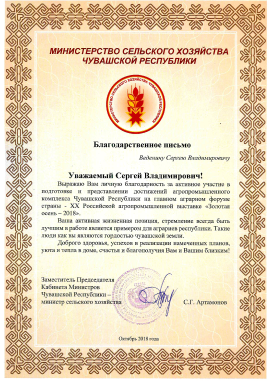 МИНИСТЕРСТВО СЕЛЬСКОГО ХОЗЯЙСТВА
ЧУВАШСКОЙ РЕСПУБЛИКИ
Благодарственное письмо
Веденину Сергею Владимировичу
Уважаемый Сергей Владимирович!
Выражаю Вам личную благодарность за активное участие в
подготовке и представлении достижений агропромышленного
комплекса Чувашской Республики на главном аграрном форуме
страны - XX Российской агропромышленной выставки «Золотая
осень – 2018».
Ваша активная жизненная позиция, стремление всегда быть
лучшим в работе является примером для аграриев республики. Такие
люди как вы являются гордостью чувашской земли.
Доброго здоровья, успехов в реализации намеченных планов,
уюта и тепла в доме, счастья и благополучия Вам и Вашим близким!
Заместитель Председателя
Кабинета Министров
Чувашской Республики –
министр сельского хозяйства
С.Г. Артамонов
Октябрь 2018 года